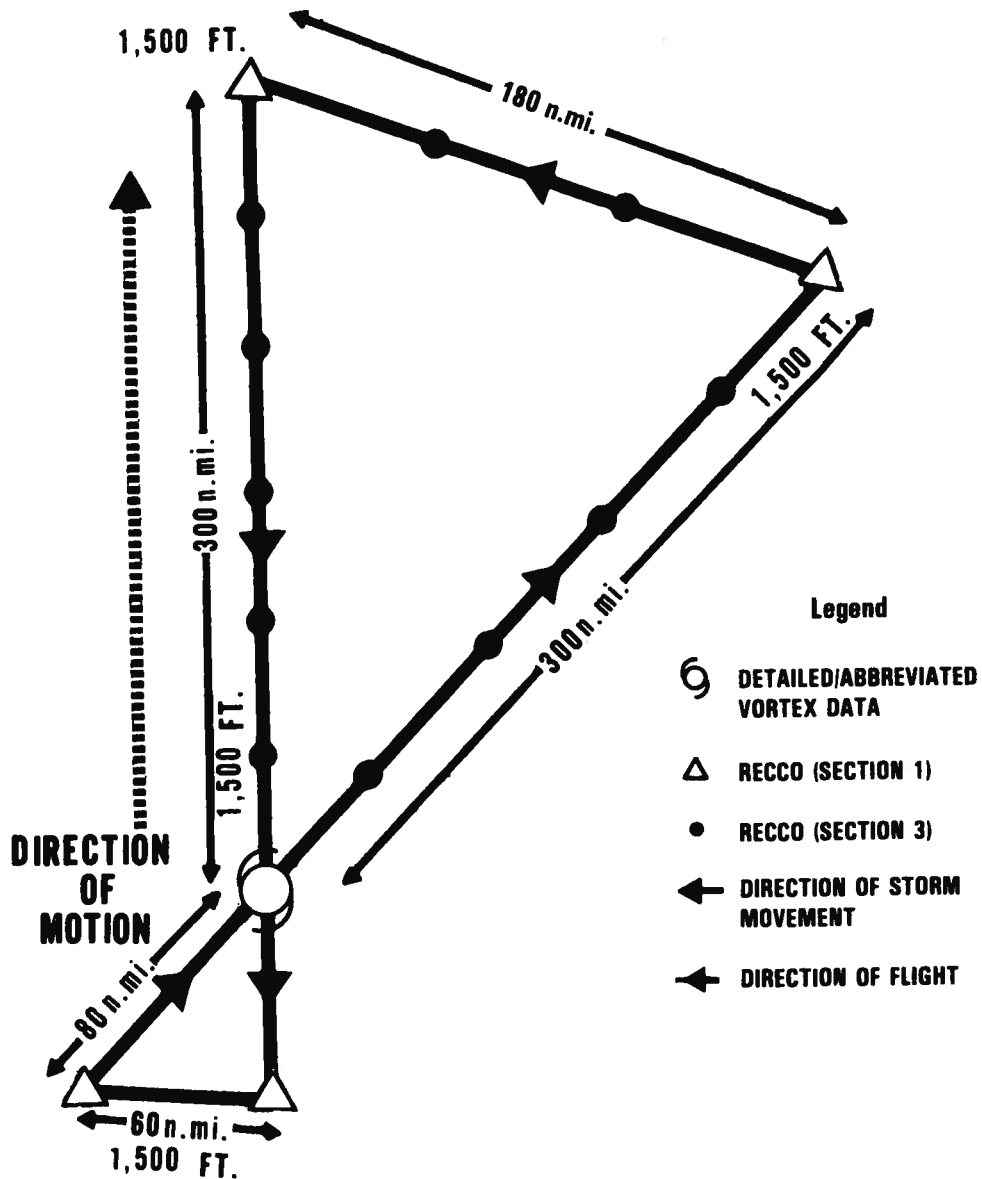 1,500 FT.
180 n.mi.
1,500 FT.
300 n.mi.
300 n.mi.
1,500 FT.
DIRECTION
OF
MOTION
80 n.mi.
60 n.mi.
1,500 FT.
Legend
DETAILED/ABBREVIATED
VORTEX DATA
RECCO (SECTION 1)
RECCO (SECTION 3)
DIRECTION OF STORM
MOVEMENT
DIRECTION OF FLIGHT